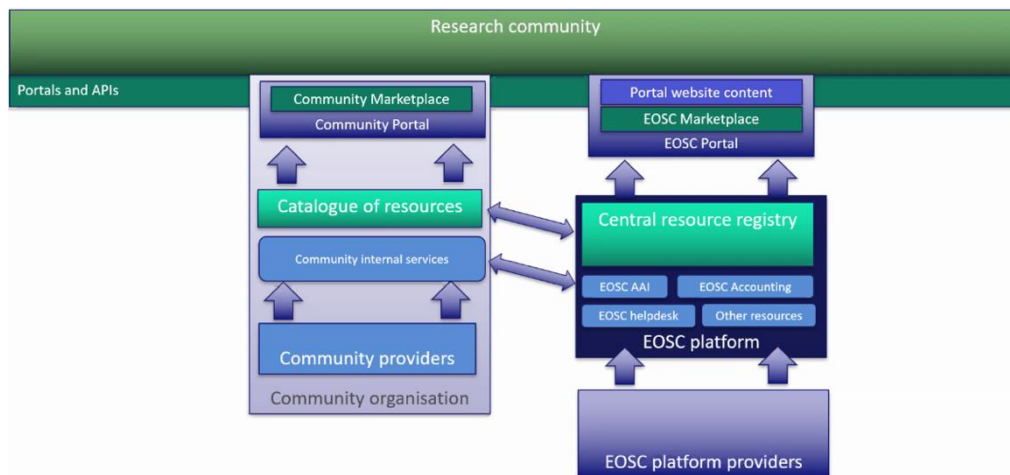 Research community
Portals and APIs
Community Marketplace
Community Portal
Portal website content
EOSC Marketplace
EOSC Portal
Catalogue of resources
Central resource registry
Community internal services
EOSC AAI
EOSC Accounting
EOSC helpdesk
Other resources
EOSC platform
Community providers
Community organisation
EOSC platform providers